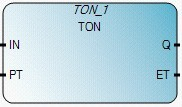 TON_1
TON
IN Q
PT ET